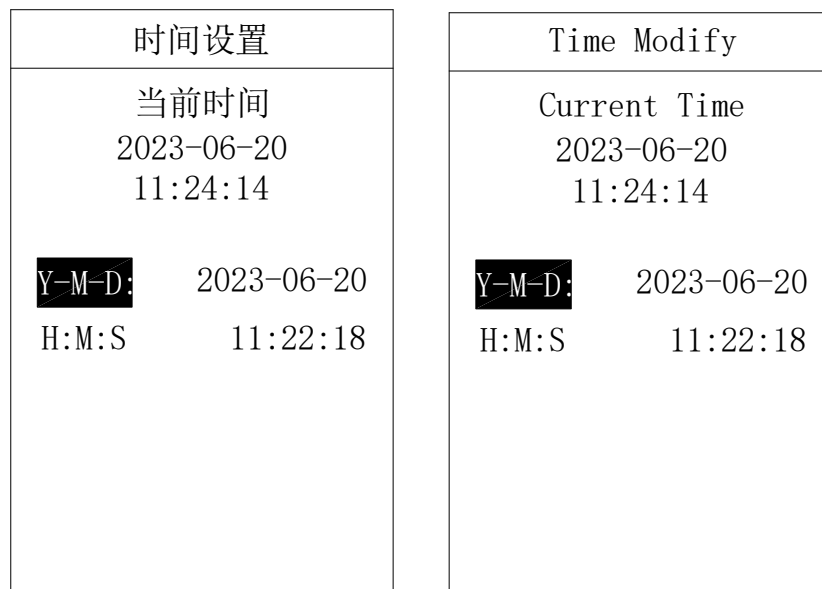 时间设置
当前时间
2023-06-20
11:24:14
Y-M-D: 2023-06-20
H:M:S 11:22:18
Time Modify
Current Time
2023-06-20
11:24:14
Y-M-D: 2023-06-20
H:M:S 11:22:18